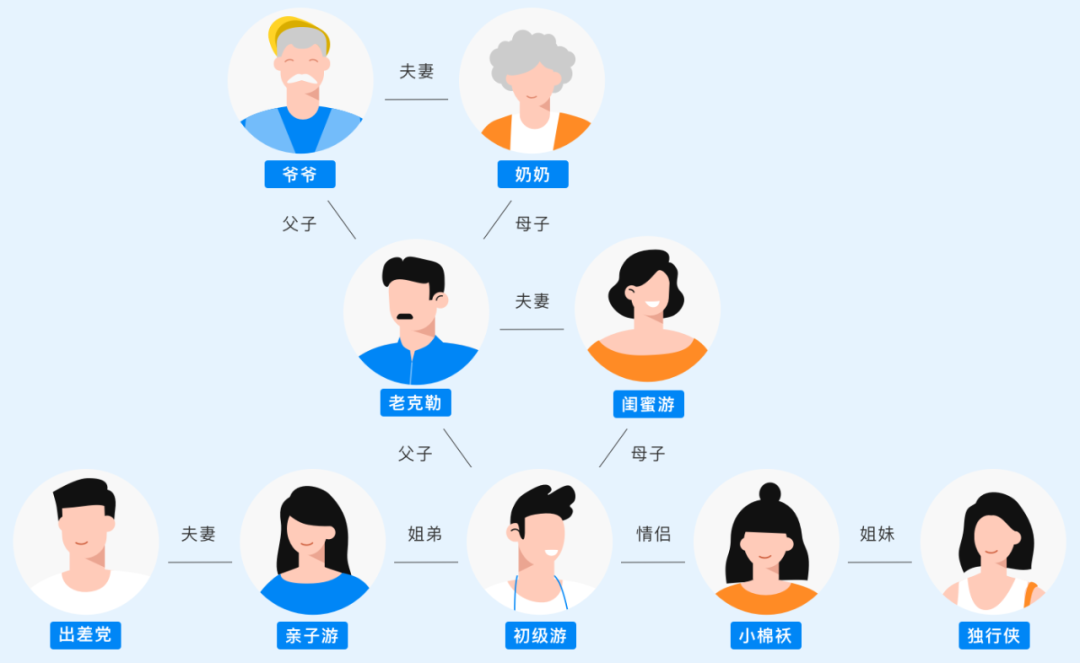 夫妻
爷爷
奶奶
父子
母子
夫妻
老克勒
闺蜜游
父子
母子
夫妻
姐弟
情侣
姐妹
出差党
亲子游
初级游
小棉袄
独行侠